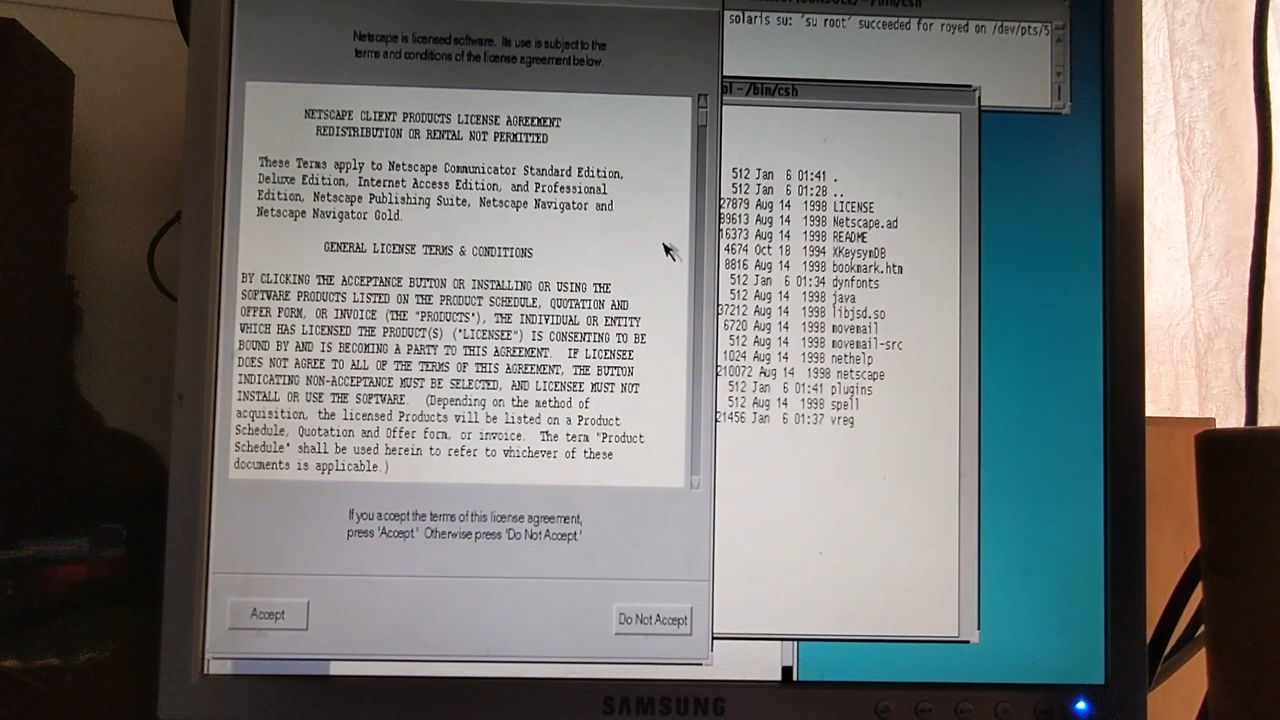 /bin/csh
solaris su: 'su root' succeeded for royed on /dev/pts/5
Netscape is licensed software. Its use is subject to the
terms and conditions of the license agreement below.
NETSCAPE CLIENT PRODUCTS LICENSE AGREEMENT
REDISTRIBUTION OR RENTAL NOT PERMITTED
These Terms apply to Netscape Communicator Standard Edition,
Deluxe Edition, Internet Access Edition, and Professional
Edition, Netscape Publishing Suite, Netscape Navigator and
Netscape Navigator Gold.
GENERAL LICENSE TERMS & CONDITIONS
BY CLICKING THE ACCEPTANCE BUTTON OR INSTALLING OR USING THE
SOFTWARE PRODUCTS LISTED ON THE PRODUCT SCHEDULE, QUOTATION AND
OFFER FORM, OR INVOICE (THE "PRODUCTS"), THE INDIVIDUAL OR ENTITY
WHICH HAS LICENSED THE PRODUCT(S) ("LICENSEE") IS CONSENTING TO BE
BOUND BY AND IS BECOMING A PARTY TO THIS AGREEMENT. IF LICENSEE
DOES NOT AGREE TO ALL OF THE TERMS OF THIS AGREEMENT, THE BUTTON
INDICATING NON-ACCEPTANCE MUST BE SELECTED, AND LICENSEE MUST NOT
INSTALL OR USE THE SOFTWARE. (Depending on the method of
acquisition, the licensed Products will be listed on a Product
Schedule, Quotation and Offer form, or invoice. The term "Product
Schedule" shall be used herein to refer to whichever of these
documents is applicable.)
If you accept the terms of this license agreement,
press 'Accept.' Otherwise press 'Do Not Accept.'
Accept
Do Not Accept
ol - /bin/csh
512 Jan 6 01:41 .
512 Jan 6 01:28 ..
27879 Aug 14 1998 LICENSE
89613 Aug 14 1998 Netscape.ad
16373 Aug 14 1998 README
4674 Oct 18 1994 XKeysymDB
8816 Aug 14 1998 bookmark.htm
512 Jan 6 01:34 dynfonts
512 Aug 14 1998 java
37212 Aug 14 1998 libjsd.so
6720 Aug 14 1998 movemail
512 Aug 14 1998 movemail-src
1024 Aug 14 1998 nethelp
210072 Aug 14 1998 netscape
512 Jan 6 01:41 plugins
512 Aug 14 1998 spell
21456 Jan 6 01:37 vreg
SAMSUNG